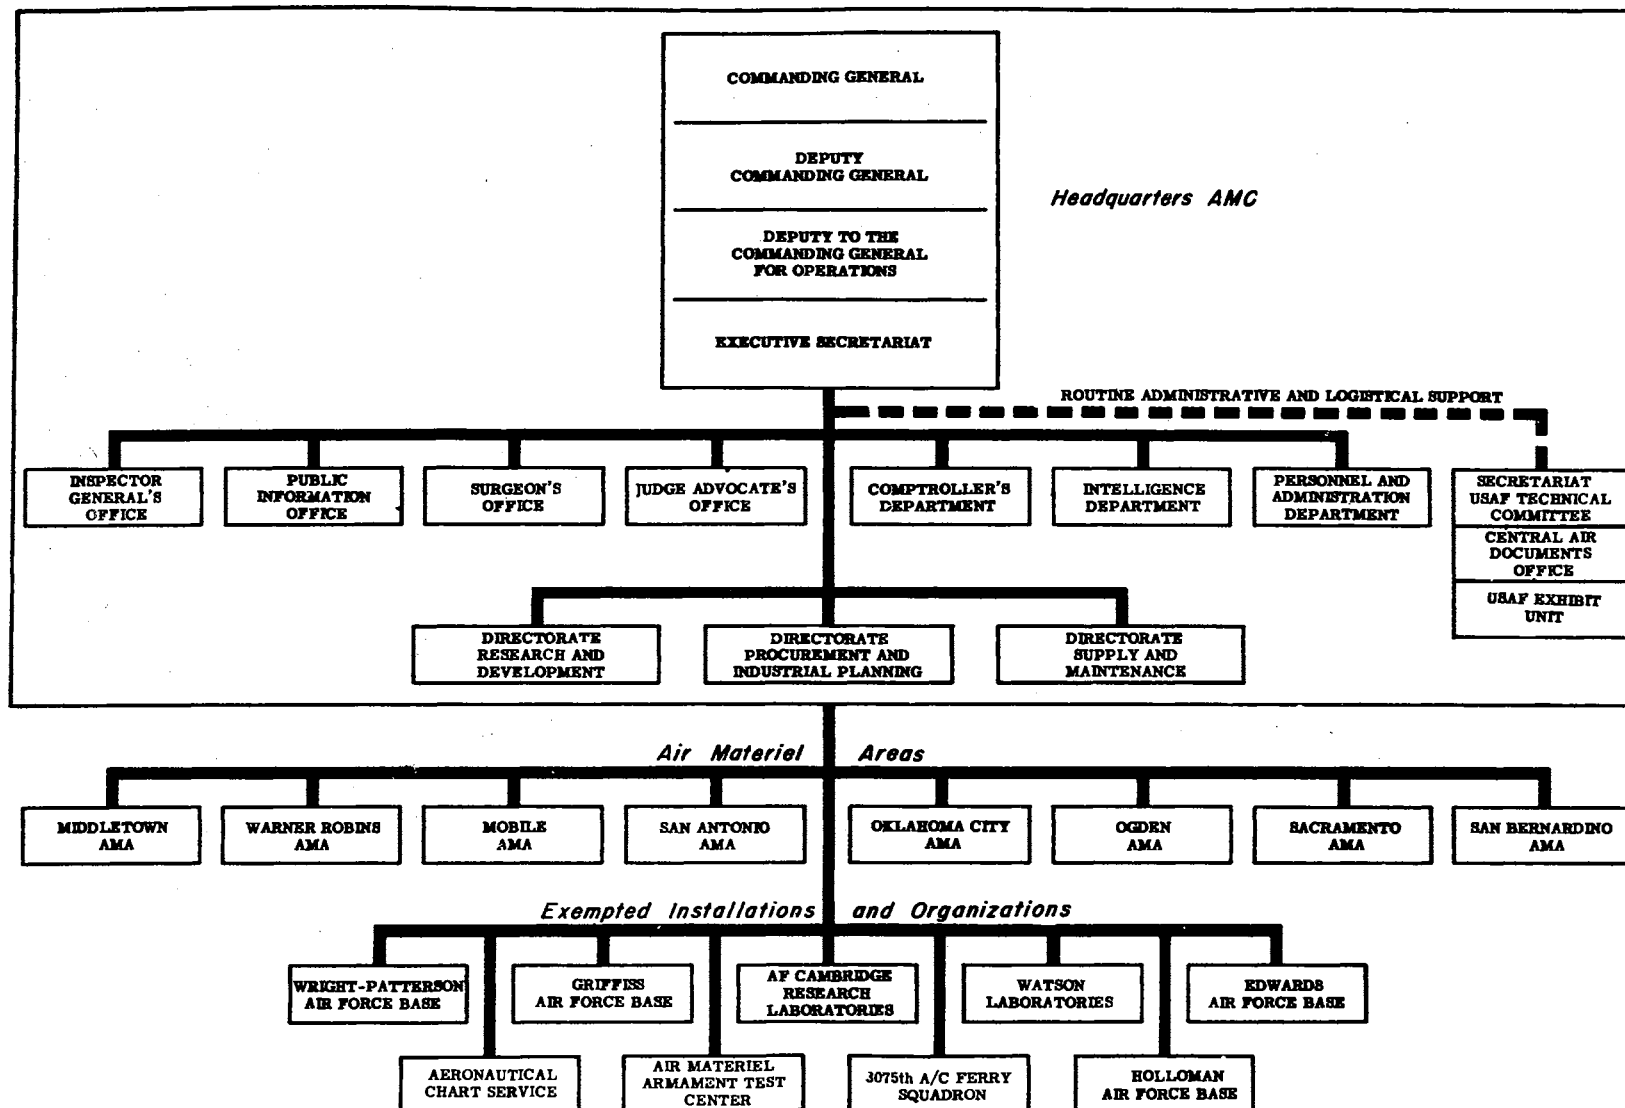 COMMANDING GENERAL
DEPUTY
COMMANDING GENERAL
DEPUTY TO THE
COMMANDING GENERAL
FOR OPERATIONS
EXECUTIVE SECRETARIAT
Headquarters AMC
ROUTINE ADMINISTRATIVE AND LOGISTICAL SUPPORT
INSPECTOR
GENERAL'S
OFFICE
PUBLIC
INFORMATION
OFFICE
SURGEON'S
OFFICE
JUDGE ADVOCATE'S
OFFICE
COMPTROLLER'S
DEPARTMENT
INTELLIGENCE
DEPARTMENT
PERSONNEL AND
ADMINISTRATION
DEPARTMENT
SECRETARIAT
USAF TECHNICAL
COMMITTEE
CENTRAL AIR
DOCUMENTS
OFFICE
USAF EXHIBIT
UNIT
DIRECTORATE
RESEARCH AND
DEVELOPMENT
DIRECTORATE
PROCUREMENT AND
INDUSTRIAL PLANNING
DIRECTORATE
SUPPLY AND
MAINTENANCE
Air Materiel Areas
MIDDLETOWN
AMA
WARNER ROBINS
AMA
MOBILE
AMA
SAN ANTONIO
AMA
OKLAHOMA CITY
AMA
OGDEN
AMA
SACRAMENTO
AMA
SAN BERNARDINO
AMA
Exempted Installations and Organizations
WRIGHT-PATTERSON
AIR FORCE BASE
GRIFFISS
AIR FORCE BASE
AF CAMBRIDGE
RESEARCH
LABORATORIES
WATSON
LABORATORIES
EDWARDS
AIR FORCE BASE
AERONAUTICAL
CHART SERVICE
AIR MATERIEL
ARMAMENT TEST
CENTER
3075th A/C FERRY
SQUADRON
HOLLOMAN
AIR FORCE BASE